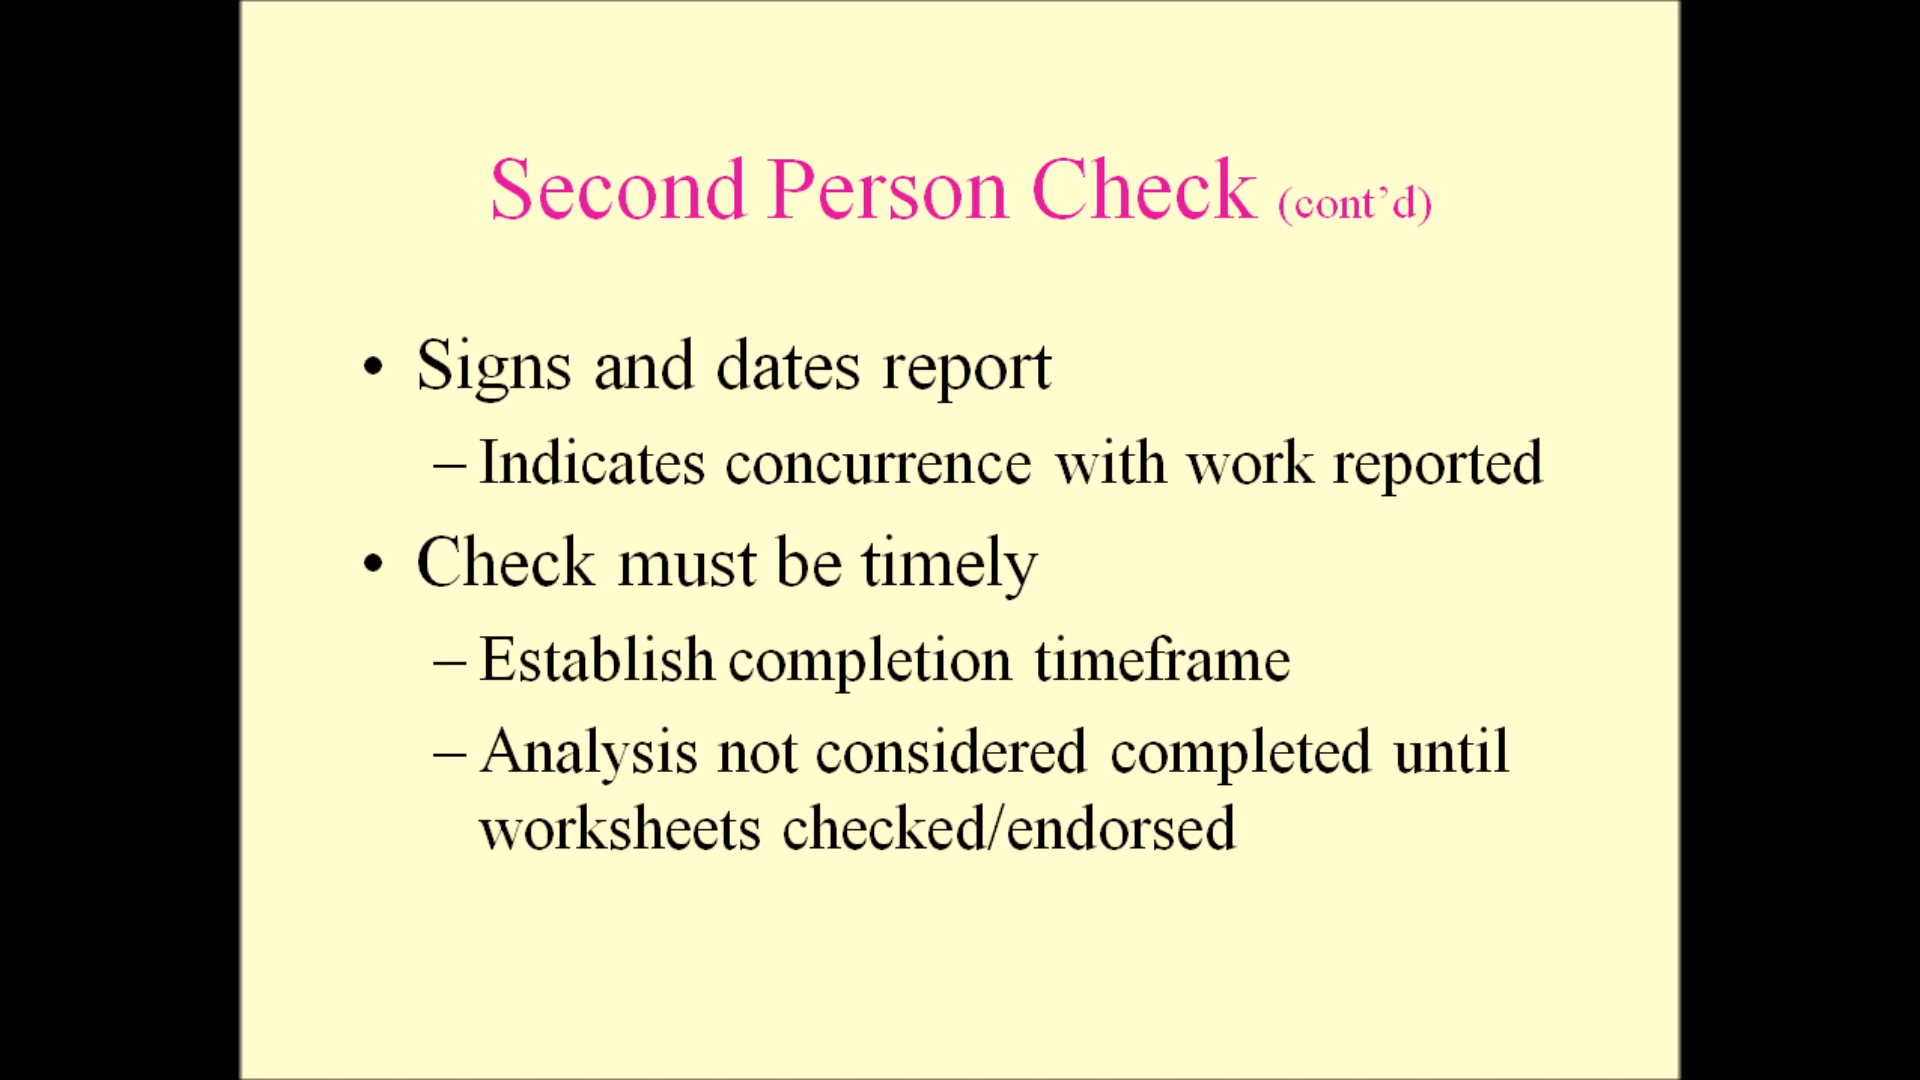 Second Person Check (cont’d)
• Signs and dates report
– Indicates concurrence with work reported
• Check must be timely
– Establish completion timeframe
– Analysis not considered completed until
worksheets checked/endorsed